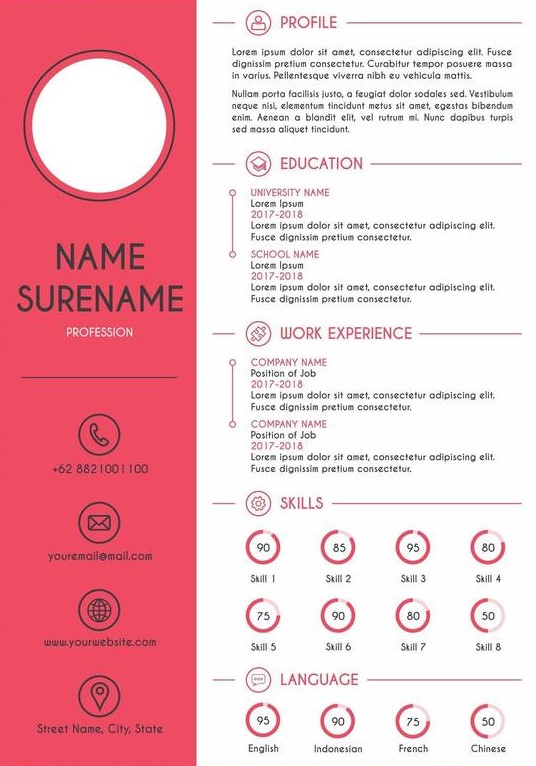 NAME
SURENAME
PROFESSION
+62 8821001100
youremail@mail.com
www.yourwebsite.com
Street Name, City, State
PROFILE
Lorem ipsum dolor sit amet, consectetur adipiscing elit. Fusce
dignissim pretium consectetur. Curabitur tempor posuere massa
in varius. Pellentesque viverra nibh eu vehicula mattis.
Nullam porta facilisis justo, a feugiat dolor sodales sed. Vestibulum
neque nisi, elementum tincidunt metus sit amet, egestas bibendum
enim. Aenean a blandit elit, vel rutrum mi. Nunc dapibus turpis
sed massa aliquet tincidunt.
EDUCATION
UNIVERSITY NAME
Lorem Ipsum
2017-2018
Lorem ipsum dolor sit amet, consectetur adipiscing elit.
Fusce dignissim pretium consectetur.
SCHOOL NAME
Lorem Ipsum
2017-2018
Lorem ipsum dolor sit amet, consectetur adipiscing elit.
Fusce dignissim pretium consectetur.
WORK EXPERIENCE
COMPANY NAME
Position of Job
2017-2018
Lorem ipsum dolor sit amet, consectetur adipiscing elit.
Fusce dignissim pretium consectetur.
COMPANY NAME
Position of Job
2017-2018
Lorem ipsum dolor sit amet, consectetur adipiscing elit.
Fusce dignissim pretium consectetur.
SKILLS
90 85 95 80
Skill 1 Skill 2 Skill 3 Skill 4
75 90 80 50
Skill 5 Skill 6 Skill 7 Skill 8
LANGUAGE
95 90 75 50
English Indonesian French Chinese